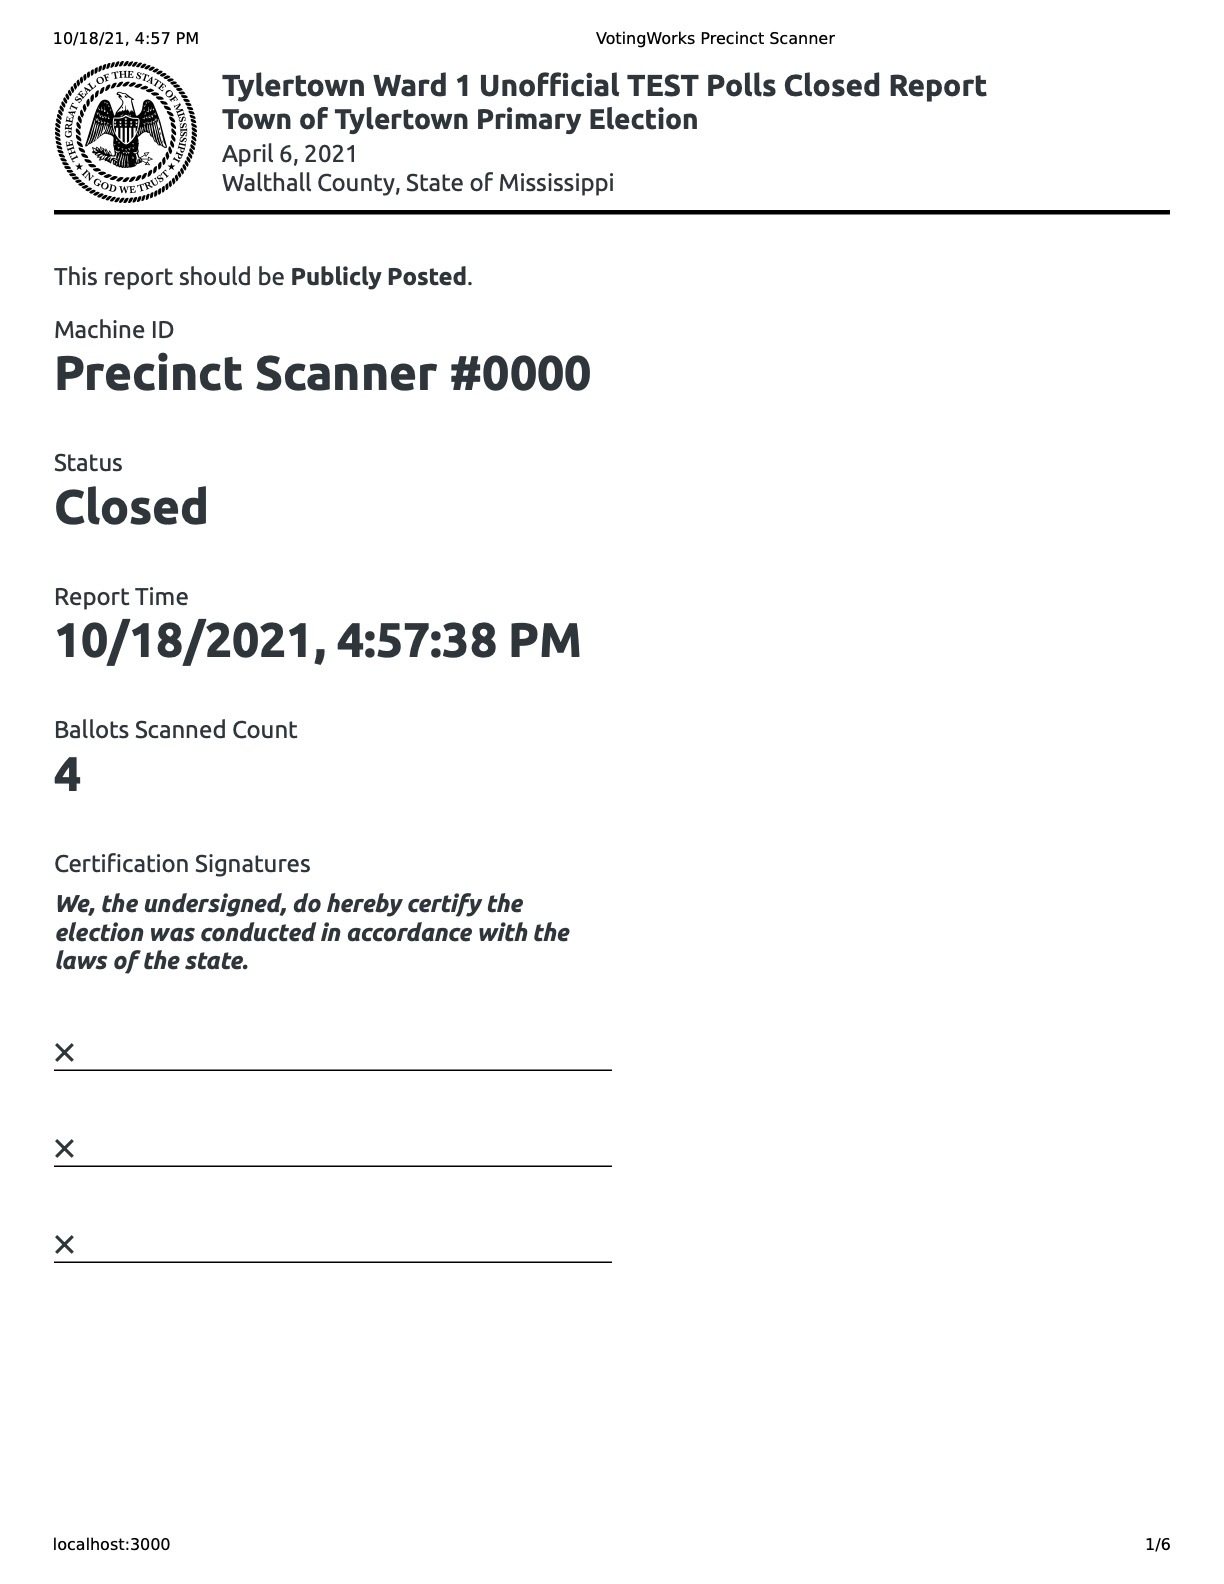 10/18/21, 4:57 PM
VotingWorks Precinct Scanner
THE GREAT SEAL OF THE STATE OF MISSISSIPPI
IN GOD WE TRUST
Tylertown Ward 1 Unofficial TEST Polls Closed Report
Town of Tylertown Primary Election
April 6, 2021
Walthall County, State of Mississippi
This report should be Publicly Posted.
Machine ID
Precinct Scanner #0000
Status
Closed
Report Time
10/18/2021, 4:57:38 PM
Ballots Scanned Count
4
Certification Signatures
We, the undersigned, do hereby certify the
election was conducted in accordance with the
laws of the state.
×
×
×
localhost:3000
1/6